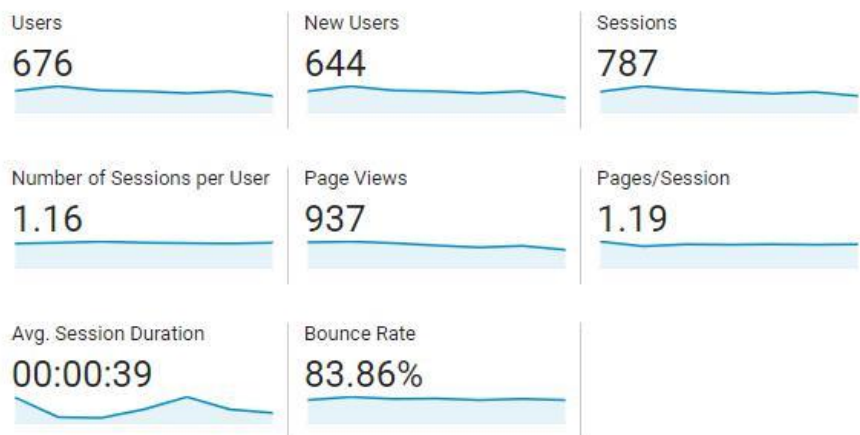 Users
676
New Users
644
Sessions
787
Number of Sessions per User
1.16
Page Views
937
Pages/Session
1.19
Avg. Session Duration
00:00:39
Bounce Rate
83.86%